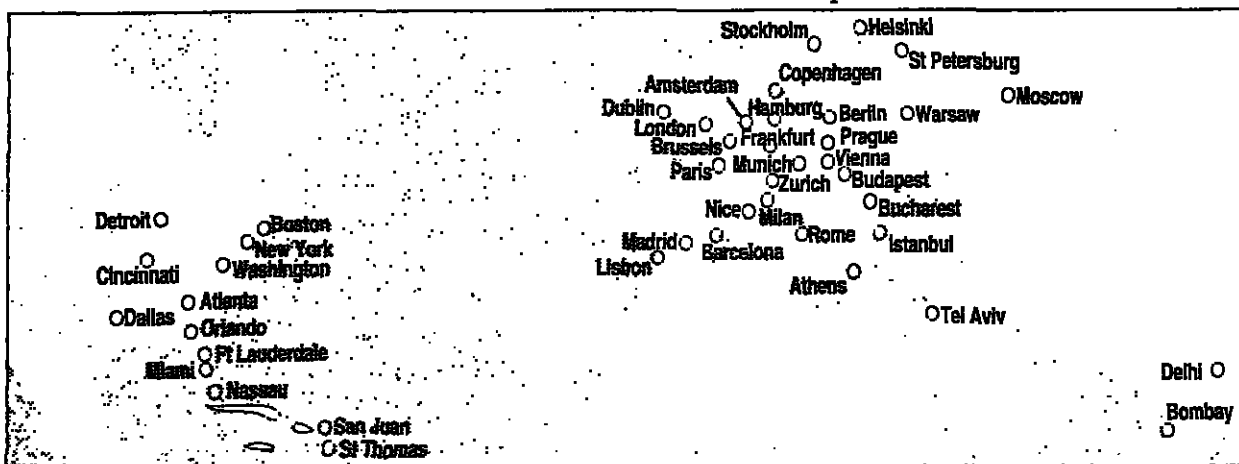 Stockholm
Helsinki
St Petersburg
Copenhagen
Amsterdam
Moscow
Dublin
Hamburg
Berlin
Warsaw
London
Brussels
Frankfurt
Prague
Paris
Munich
Vienna
Zurich
Budapest
Nice
Milan
Bucharest
Detroit
Boston
New York
Madrid
Barcelona
Rome
Istanbul
Cincinnati
Washington
Lisbon
Athens
Atlanta
Dallas
Orlando
Tel Aviv
Ft Lauderdale
Miami
Delhi
Nassau
Bombay
San Juan
St Thomas